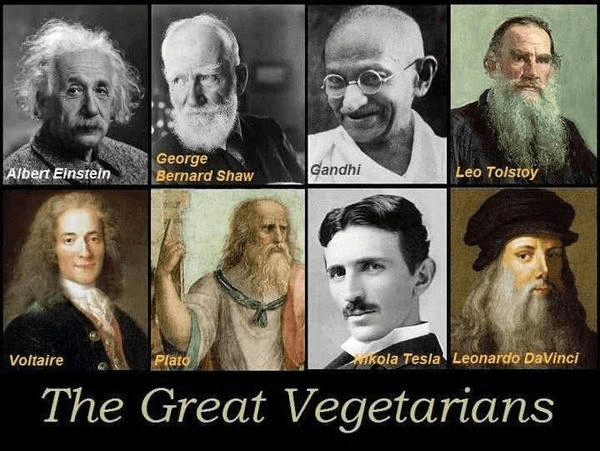 Albert Einstein
George
Bernard Shaw
Gandhi
Leo Tolstoy
Voltaire
Plato
Nikola Tesla
Leonardo DaVinci
The Great Vegetarians